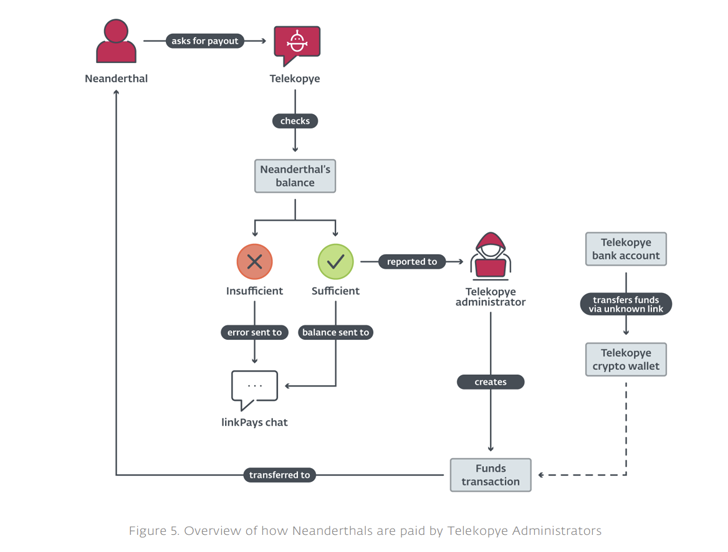 asks for payout
Neanderthal
Telekopye
checks
Neanderthal's
balance
Insufficient
Sufficient
reported to
Telekopye
administrator
Telekopye
bank account
transfers funds
via unknown link
Telekopye
crypto wallet
error sent to
balance sent to
linkPays chat
creates
Funds
transaction
transferred to
Figure 5. Overview of how Neanderthals are paid by Telekopye Administrators